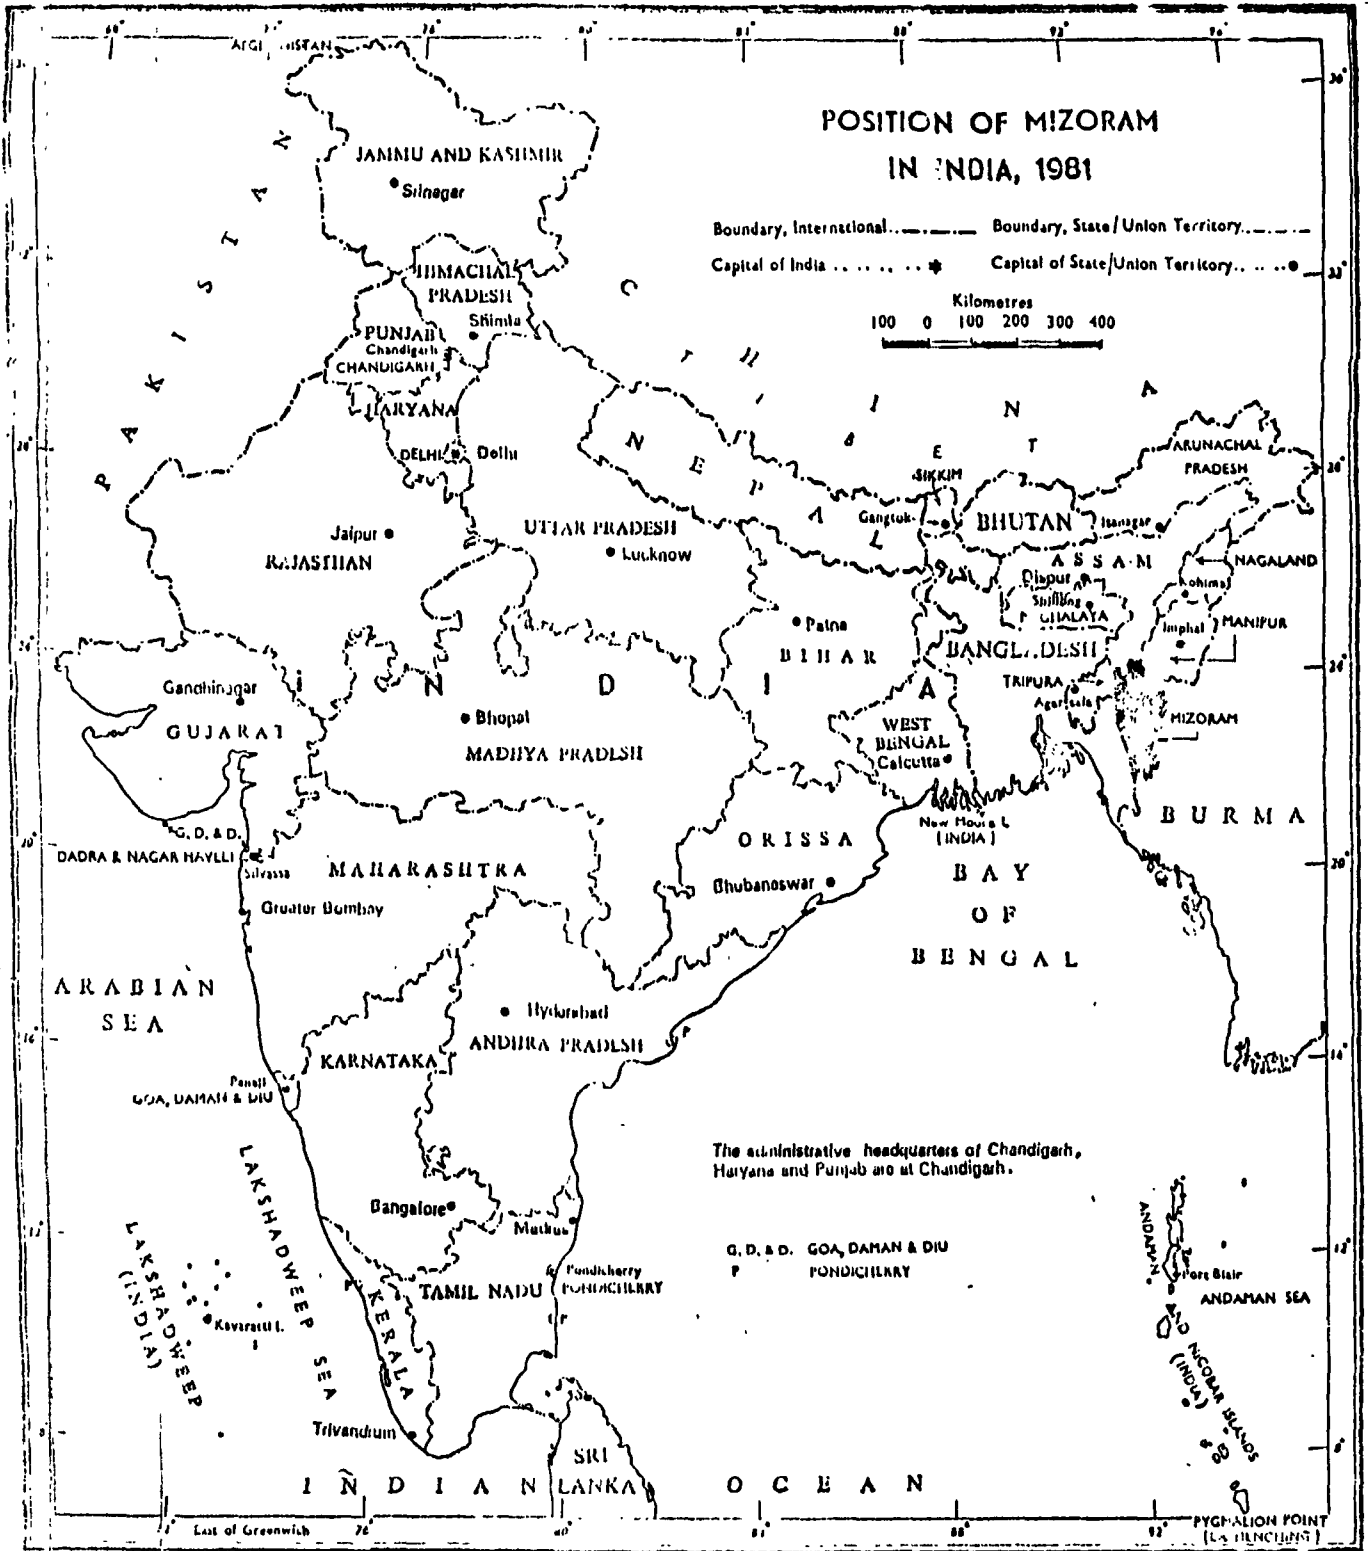 POSITION OF MIZORAM
IN INDIA, 1981
Boundary, International
Boundary, State/Union Territory
Capital of India
Capital of State/Union Territory
Kilometres
100 0 100 200 300 400
PAKISTAN
CHINA
TIBET
JAMMU AND KASHMIR
Srinagar
HIMACHAL
PRADESH
Shimla
PUNJAB
Chandigarh
CHANDIGARH
HARYANA
DELHI
Delhi
NEPAL
SIKKIM
Gangtok
BHUTAN
ARUNACHAL
PRADESH
Itanagar
ASSAM
Dispur
Shillong
NAGALAND
Kohima
MANIPUR
Imphal
BANGLADESH
TRIPURA
Agartala
MIZORAM
BURMA
UTTAR PRADESH
Lucknow
Jaipur
RAJASTHAN
Patna
BIHAR
INDIA
Gandhinagar
GUJARAT
Bhopal
MADHYA PRADESH
WEST
BENGAL
Calcutta
New Moore I.
(INDIA)
G, D, & D.
DADRA & NAGAR HAVELI
Silvassa
MAHARASHTRA
Greater Bombay
ORISSA
Bhubaneswar
BAY
OF
BENGAL
ARABIAN
SEA
Hyderabad
ANDHRA PRADESH
KARNATAKA
Panaji
GOA, DAMAN & DIU
Bangalore
Madras
TAMIL NADU
Pondicherry
PONDICHERRY
KERALA
Trivandrum
LAKSHADWEEP SEA
LAKSHADWEEP
(INDIA)
Kavaratti I.
The administrative headquarters of Chandigarh,
Haryana and Punjab are at Chandigarh.
G, D, & D. GOA, DAMAN & DIU
P PONDICHERRY
ANDAMAN AND NICOBAR ISLANDS
(INDIA)
Port Blair
ANDAMAN SEA
SRI
LANKA
INDIAN OCEAN
East of Greenwich
PYGMALION POINT